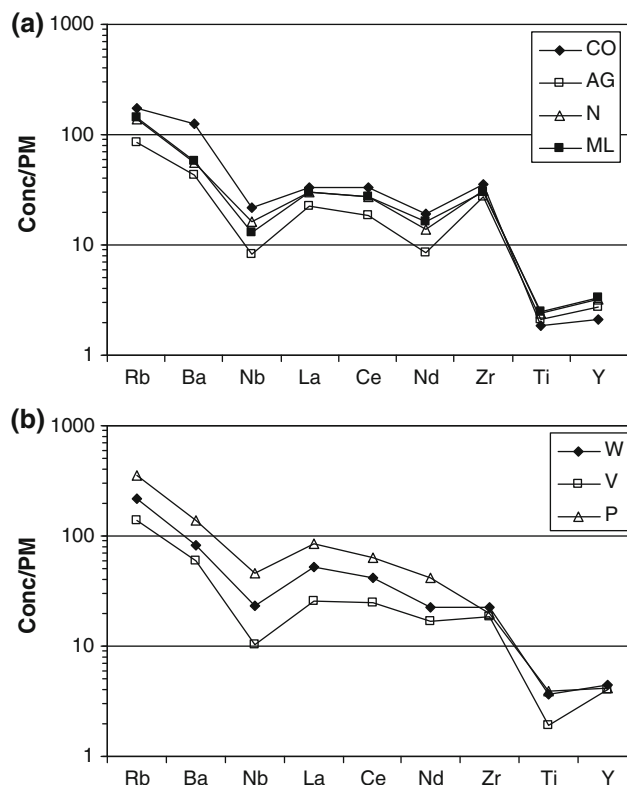 (a)
1000
100
10
1
Conc/PM
CO
AG
N
ML
Rb Ba Nb La Ce Nd Zr Ti Y
(b)
1000
100
10
1
Conc/PM
W
V
P
Rb Ba Nb La Ce Nd Zr Ti Y